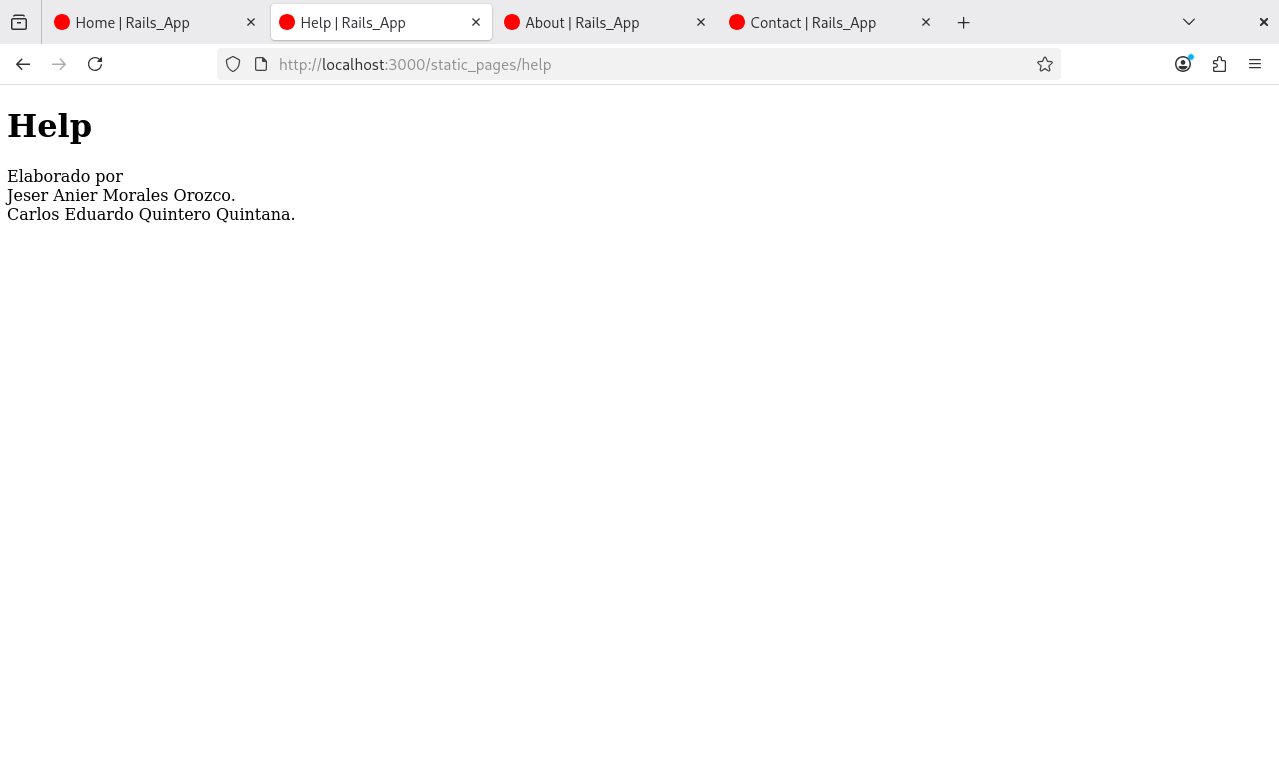 Home | Rails_App
Help | Rails_App
About | Rails_App
Contact | Rails_App
http://localhost:3000/static_pages/help
Help
Elaborado por
Jeser Anier Morales Orozco.
Carlos Eduardo Quintero Quintana.